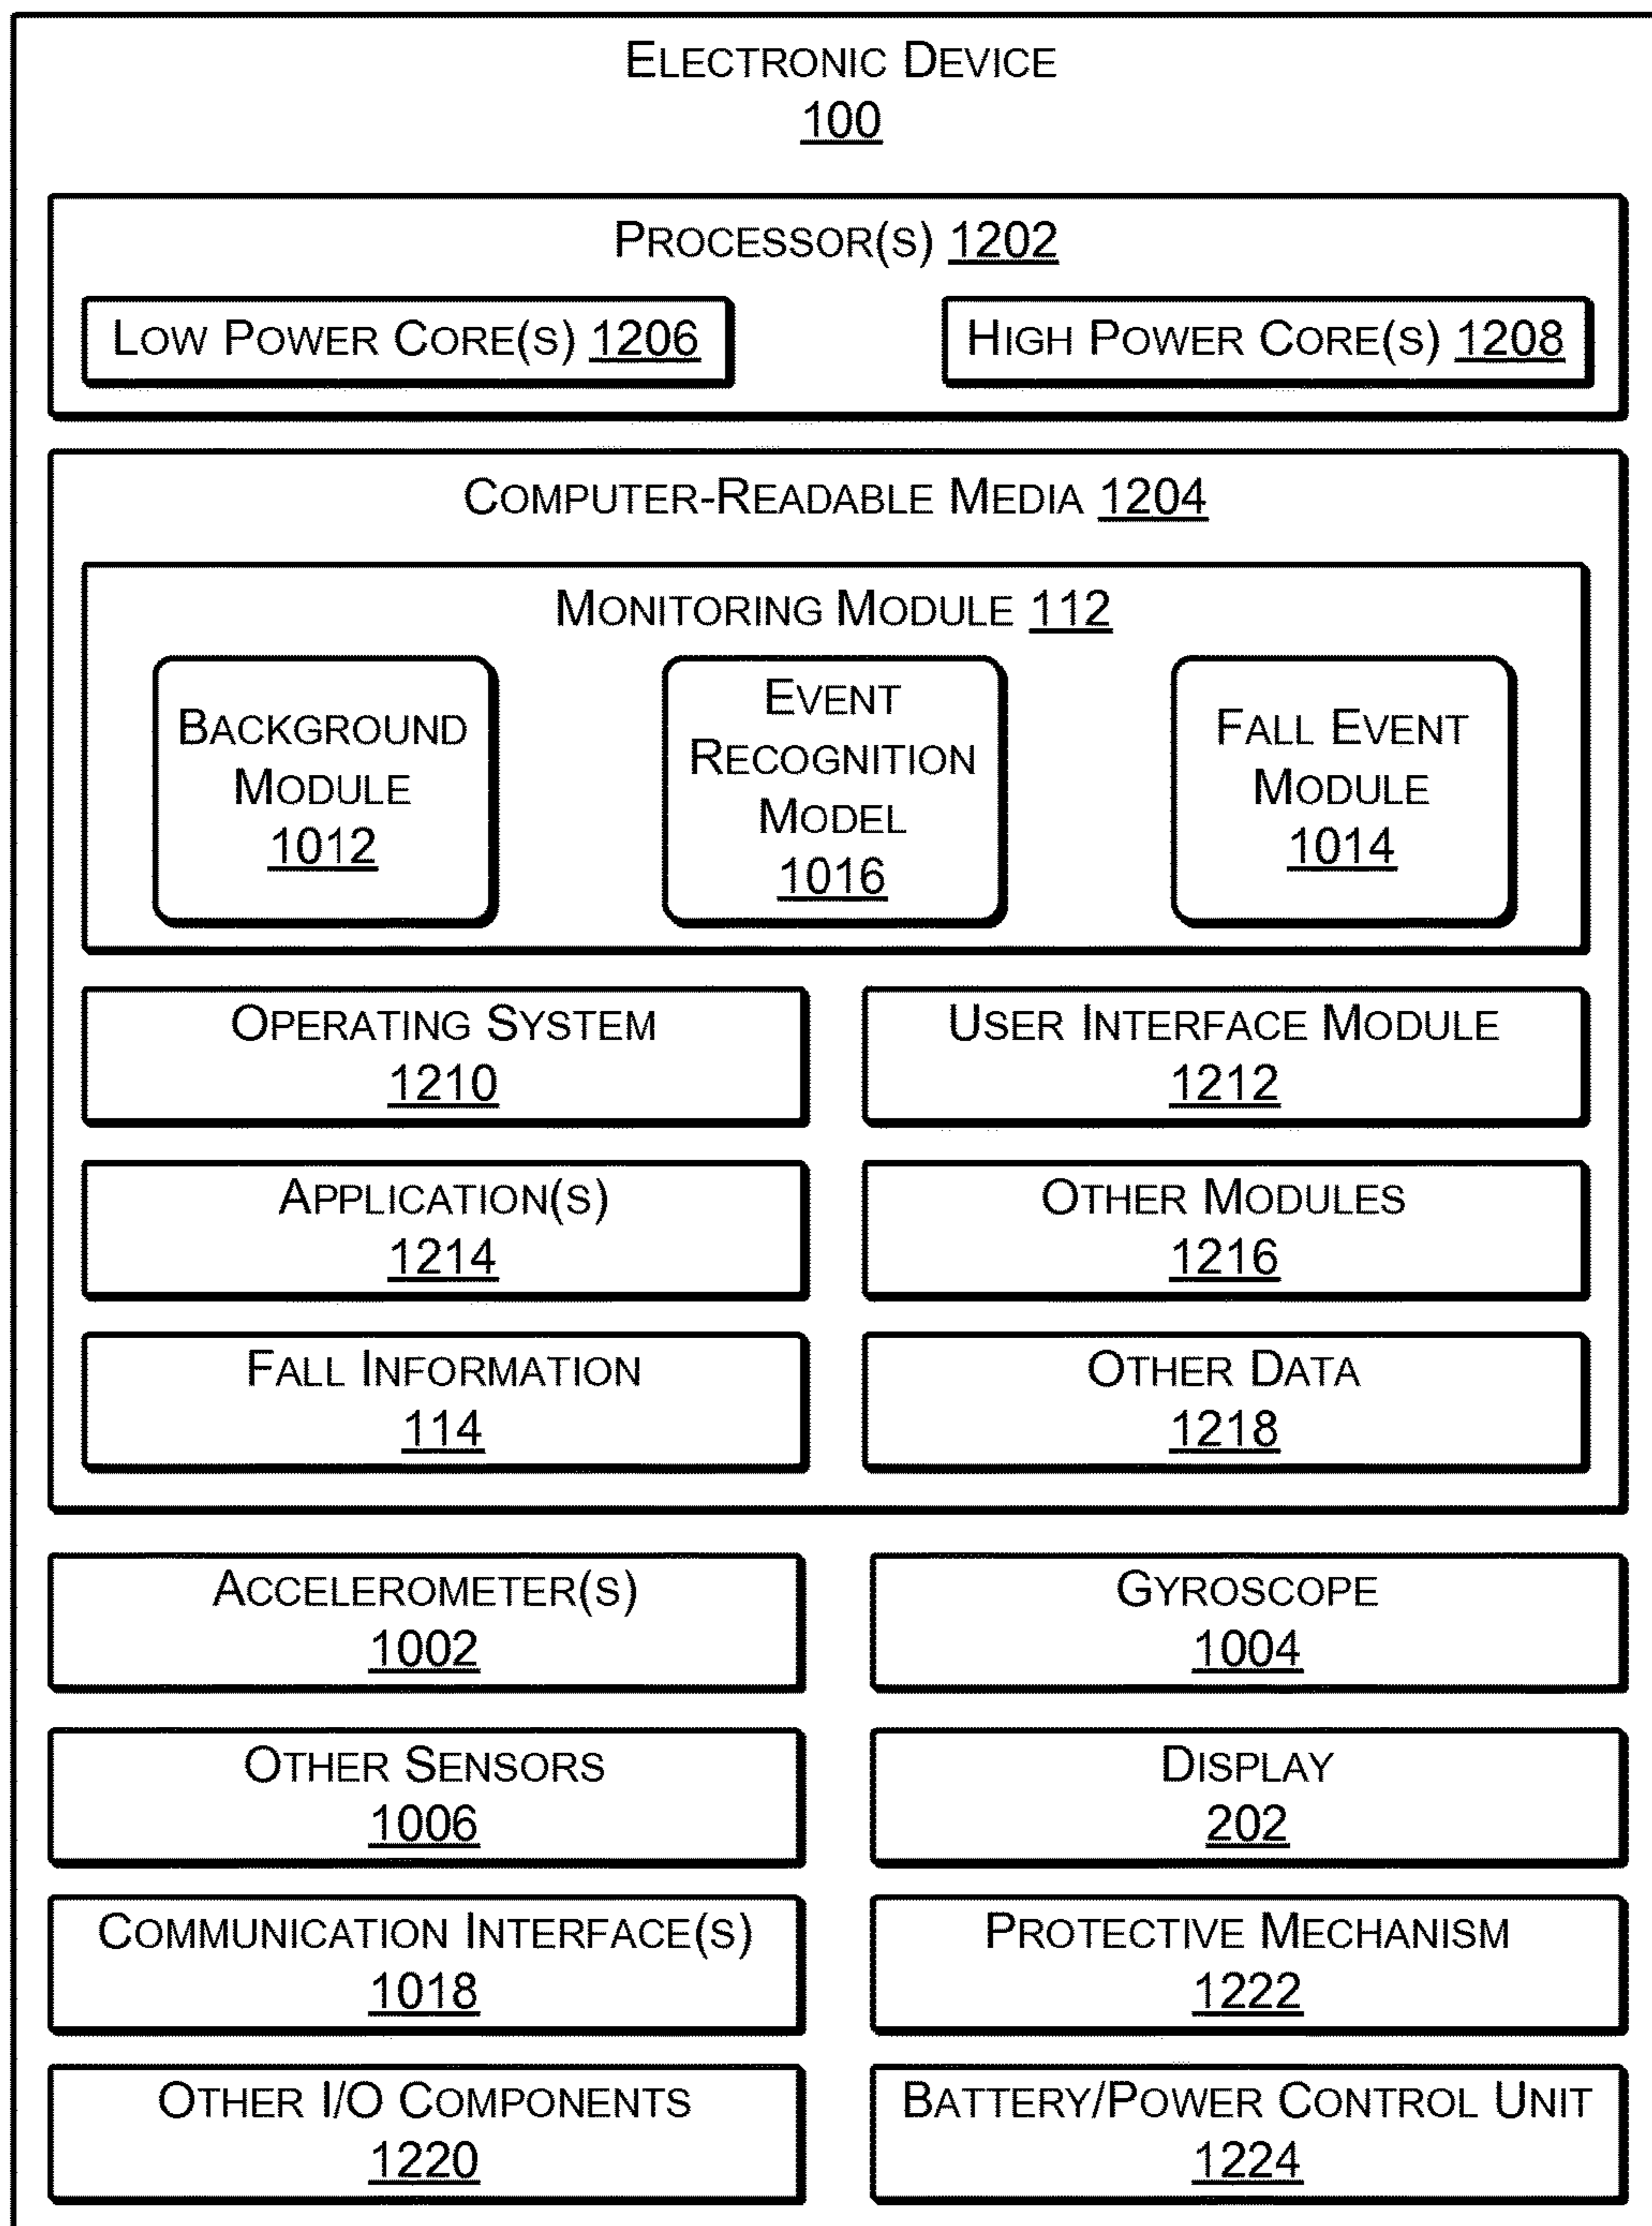 ELECTRONIC DEVICE
100
PROCESSOR(S) 1202
LOW POWER CORE(S) 1206
HIGH POWER CORE(S) 1208
COMPUTER-READABLE MEDIA 1204
MONITORING MODULE 112
BACKGROUND
MODULE
1012
EVENT
RECOGNITION
MODEL
1016
FALL EVENT
MODULE
1014
OPERATING SYSTEM
1210
USER INTERFACE MODULE
1212
APPLICATION(S)
1214
OTHER MODULES
1216
FALL INFORMATION
114
OTHER DATA
1218
ACCELEROMETER(S)
1002
GYROSCOPE
1004
OTHER SENSORS
1006
DISPLAY
202
COMMUNICATION INTERFACE(S)
1018
PROTECTIVE MECHANISM
1222
OTHER I/O COMPONENTS
1220
BATTERY/POWER CONTROL UNIT
1224